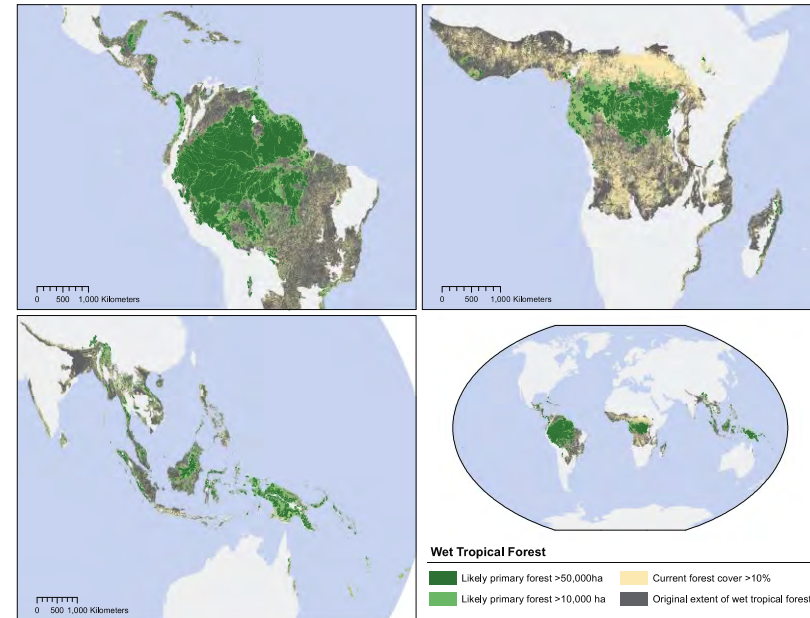 0 500 1,000 Kilometers
0 500 1,000 Kilometers
0 500 1,000 Kilometers
Wet Tropical Forest
Likely primary forest >50,000ha
Current forest cover >10%
Likely primary forest >10,000 ha
Original extent of wet tropical forest